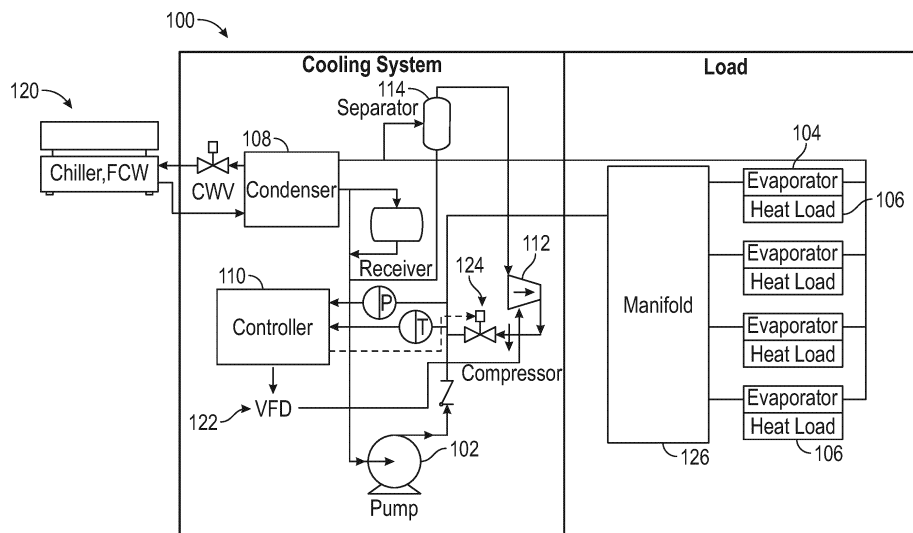 100
Cooling System
Load
120
114
Separator
108
104
Chiller,FCW
CWV
Condenser
Evaporator
Heat Load
106
Receiver
124
112
Evaporator
Heat Load
110
P
Manifold
Controller
T
Evaporator
Heat Load
Compressor
122
VFD
Evaporator
Heat Load
102
126
106
Pump